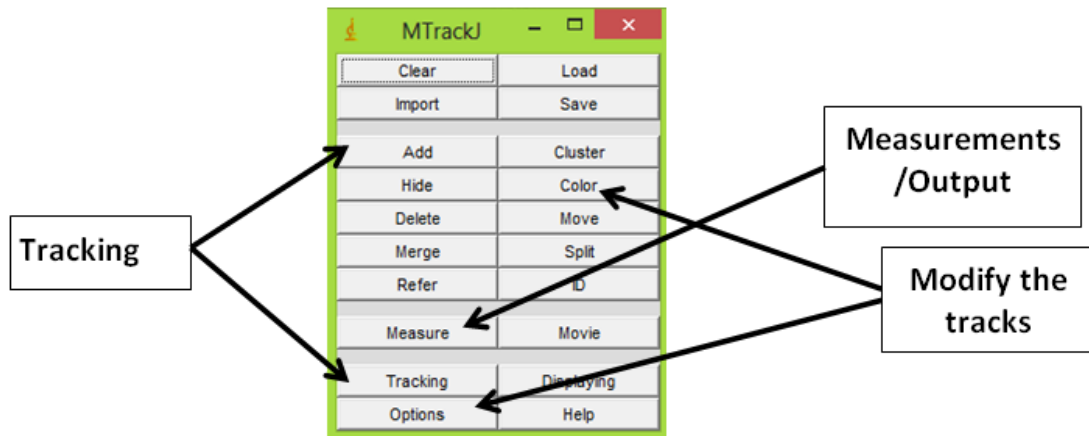 MTrackJ
Clear Load
Import Save
Add Cluster
Hide Color
Delete Move
Merge Split
Refer ID
Measure Movie
Tracking Displaying
Options Help
Tracking
Measurements
/Output
Modify the
tracks